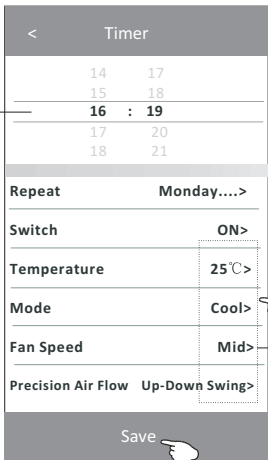 < Timer
14 17
15 18
16 : 19
17 20
18 21
Repeat Monday....>
Switch ON>
Temperature 25℃>
Mode Cool>
Fan Speed Mid>
Precision Air Flow Up-Down Swing>
Save